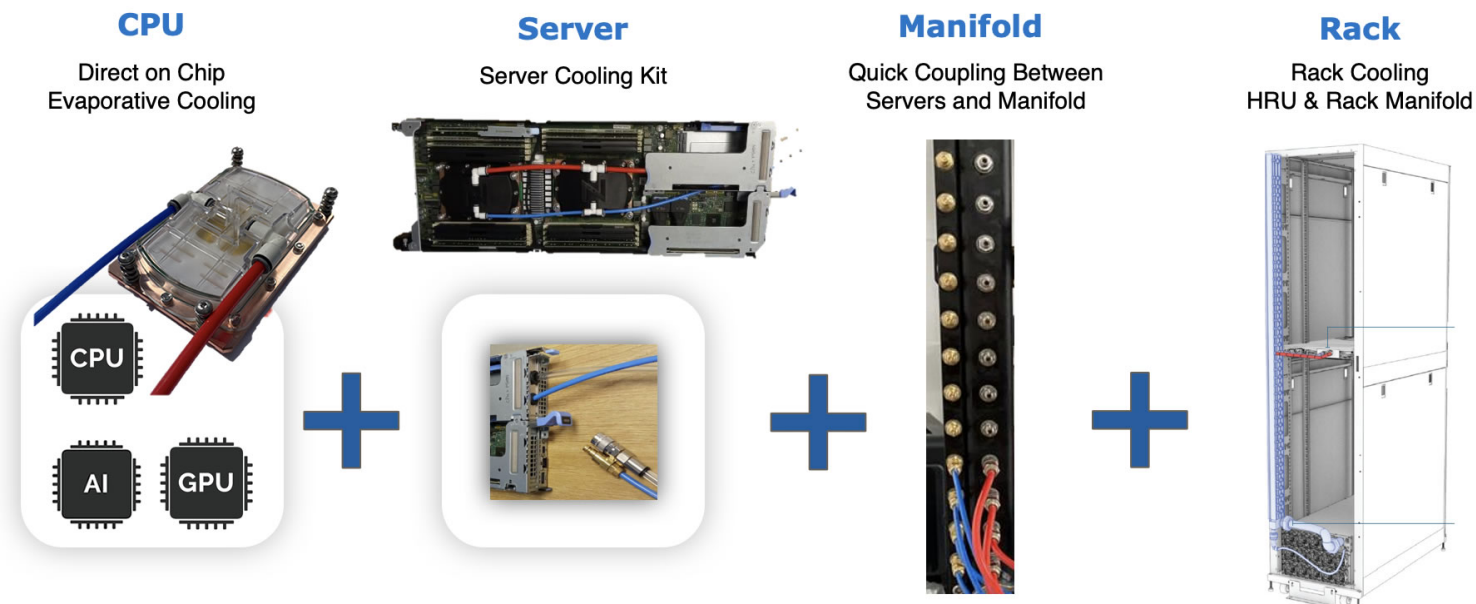 CPU
Direct on Chip
Evaporative Cooling
Server
Server Cooling Kit
Manifold
Quick Coupling Between
Servers and Manifold
Rack
Rack Cooling
HRU & Rack Manifold
CPU
AI
GPU